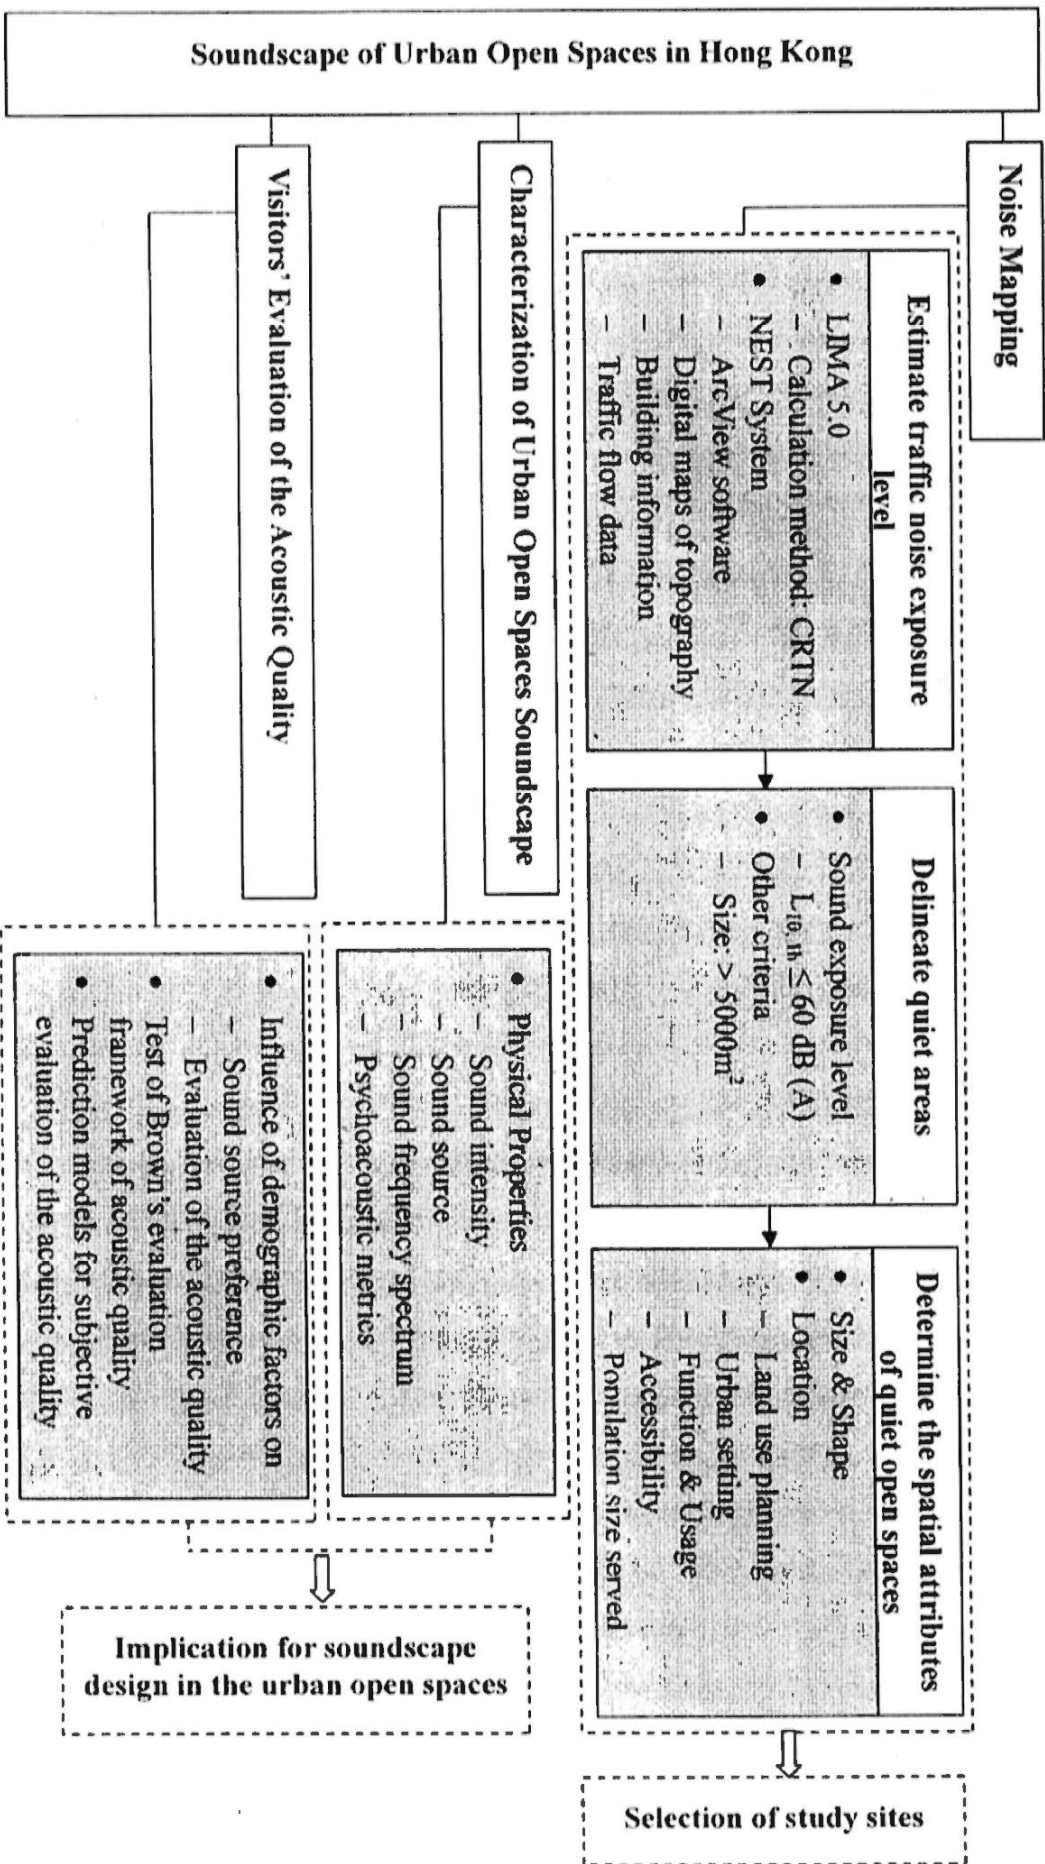 Soundscape of Urban Open Spaces in Hong Kong
Noise Mapping
Estimate traffic noise exposure
level
• LIMA 5.0
– Calculation method: CRTN
• NEST System
– ArcView software
– Digital maps of topography
– Building information
– Traffic flow data
Delineate quiet areas
• Sound exposure level
– L10, 1h ≤ 60 dB (A)
• Other criteria
– Size: > 5000m²
Determine the spatial attributes
of quiet open spaces
• Size & Shape
• Location
– Land use planning
– Urban setting
– Function & Usage
– Accessibility
– Population size served
Selection of study sites
Characterization of Urban Open Spaces Soundscape
• Physical Properties
– Sound intensity
– Sound source
– Sound frequency spectrum
– Psychoacoustic metrics
Visitors' Evaluation of the Acoustic Quality
• Influence of demographic factors on
– Sound source preference
– Evaluation of the acoustic quality
• Test of Brown's evaluation
framework of acoustic quality
• Prediction models for subjective
evaluation of the acoustic quality
Implication for soundscape
design in the urban open spaces